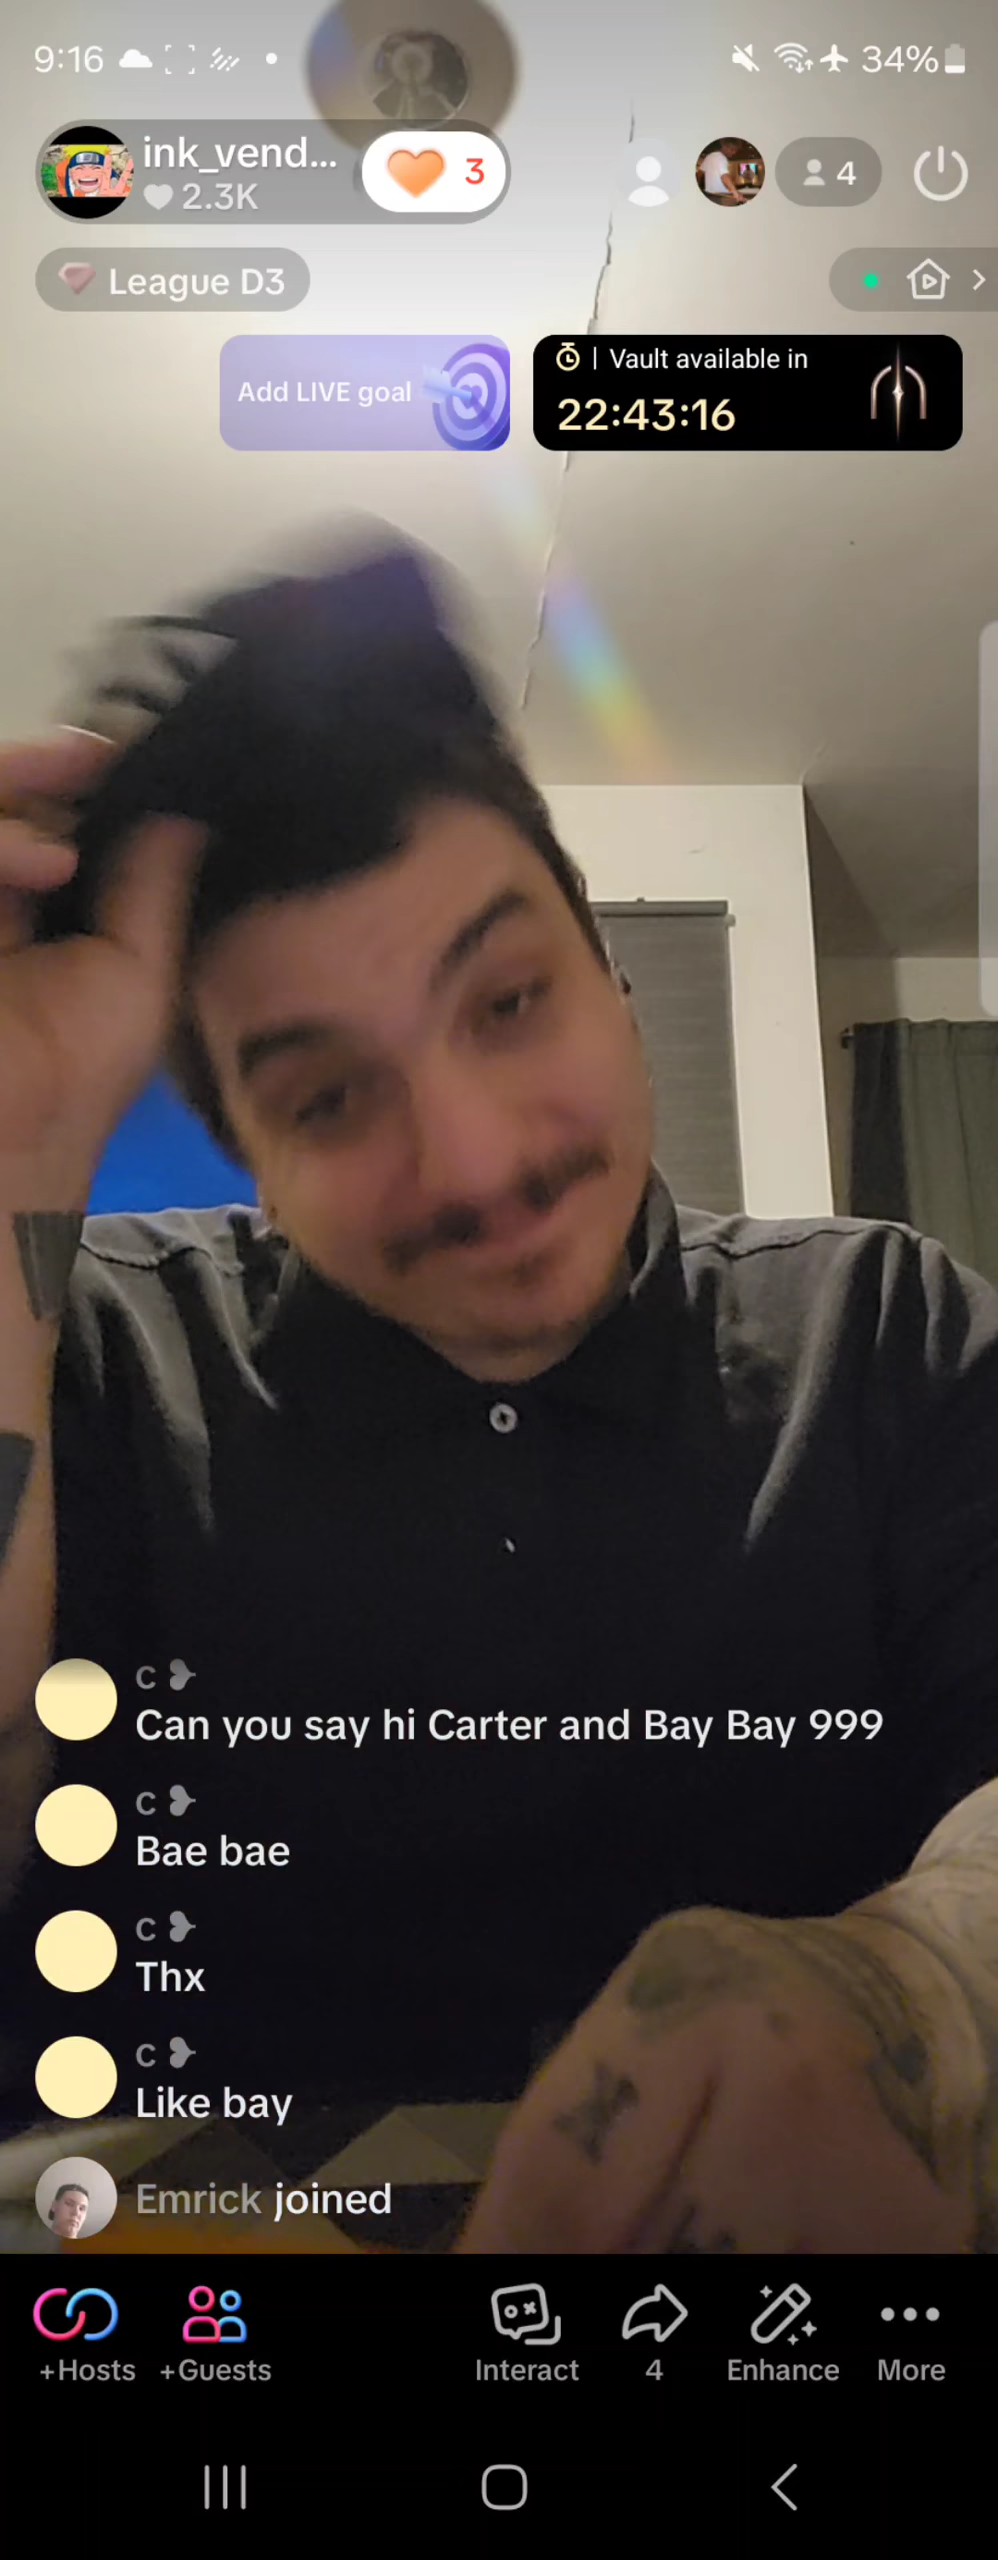 9:16
34%
ink_vend...
2.3K
3
4
League D3
Add LIVE goal
Vault available in
22:43:16
C
Can you say hi Carter and Bay Bay 999
C
Bae bae
C
Thx
C
Like bay
Emrick joined
+Hosts
+Guests
Interact
4
Enhance
More